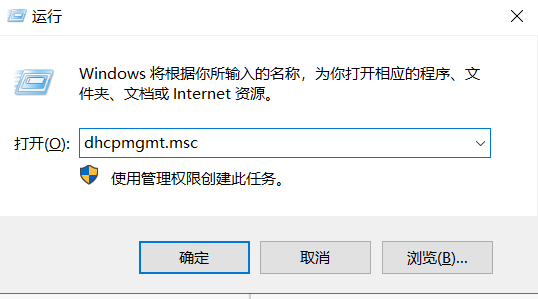 运行
Windows 将根据你所输入的名称，为你打开相应的程序、文
件夹、文档或 Internet 资源。
打开(O): dhcpmgmt.msc
使用管理权限创建此任务。
确定 取消 浏览(B)...